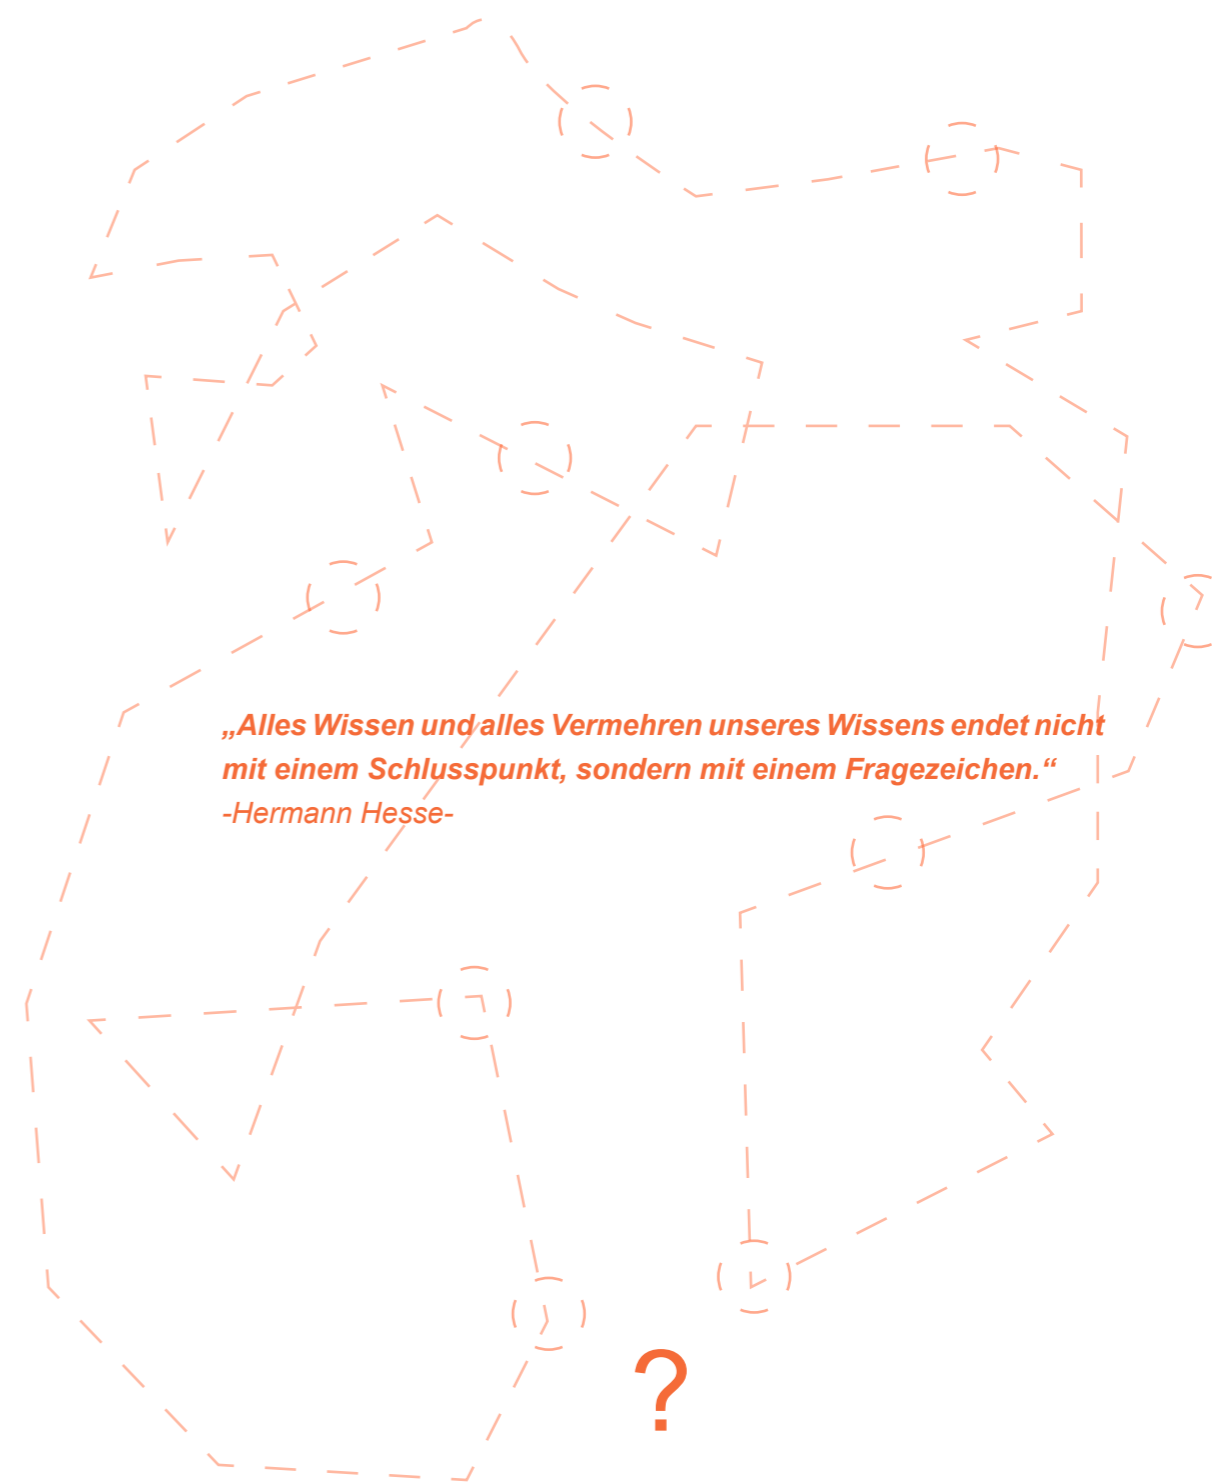 „Alles Wissen und alles Vermehren unseres Wissens endet nicht
mit einem Schlusspunkt, sondern mit einem Fragezeichen.“
-Hermann Hesse-
?